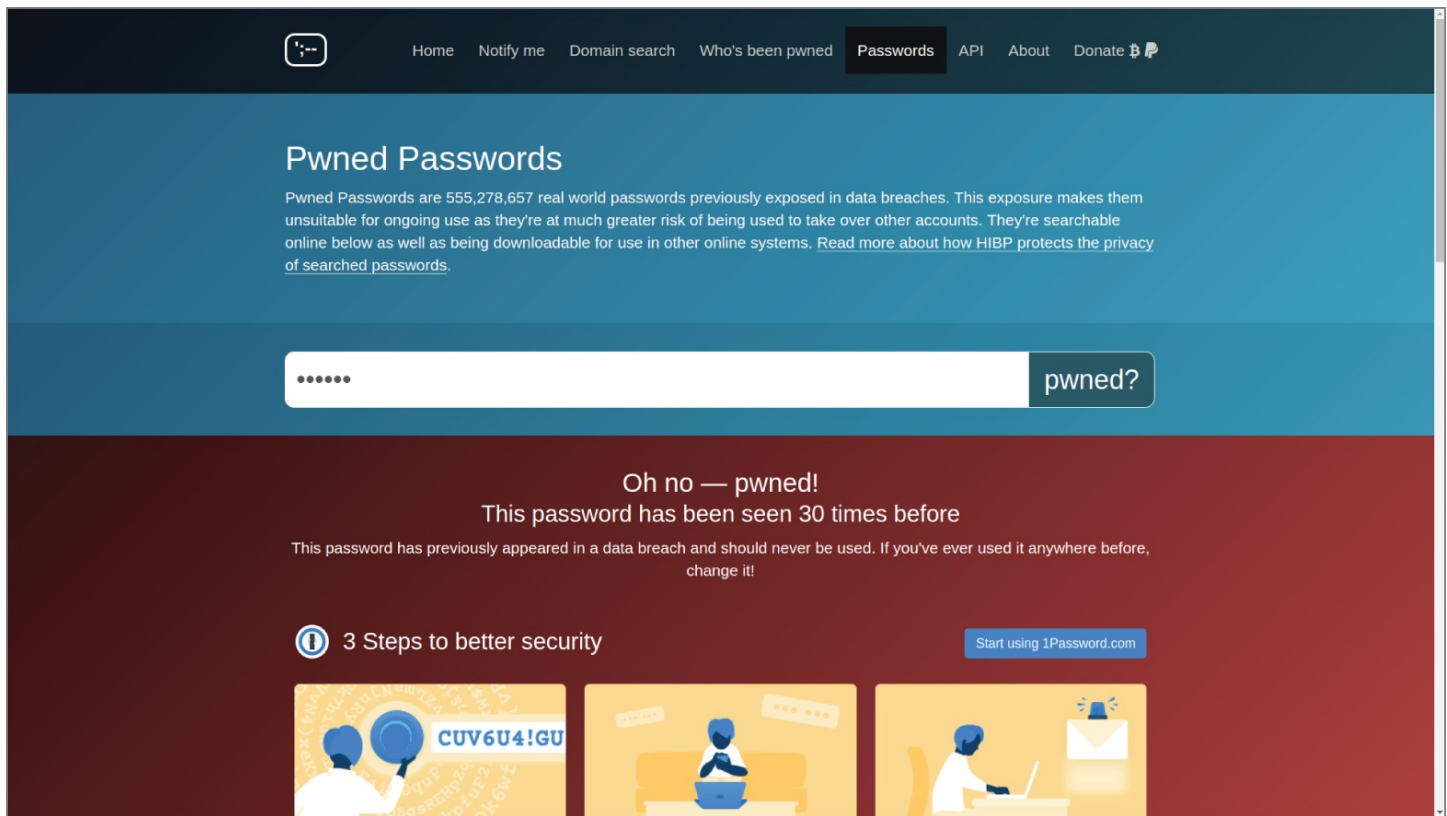 ';--
Home Notify me Domain search Who's been pwned Passwords API About Donate
Pwned Passwords
Pwned Passwords are 555,278,657 real world passwords previously exposed in data breaches. This exposure makes them
unsuitable for ongoing use as they're at much greater risk of being used to take over other accounts. They're searchable
online below as well as being downloadable for use in other online systems. Read more about how HIBP protects the privacy
of searched passwords.
•••••• pwned?
Oh no — pwned!
This password has been seen 30 times before
This password has previously appeared in a data breach and should never be used. If you've ever used it anywhere before,
change it!
3 Steps to better security Start using 1Password.com
CUV6U4!GU